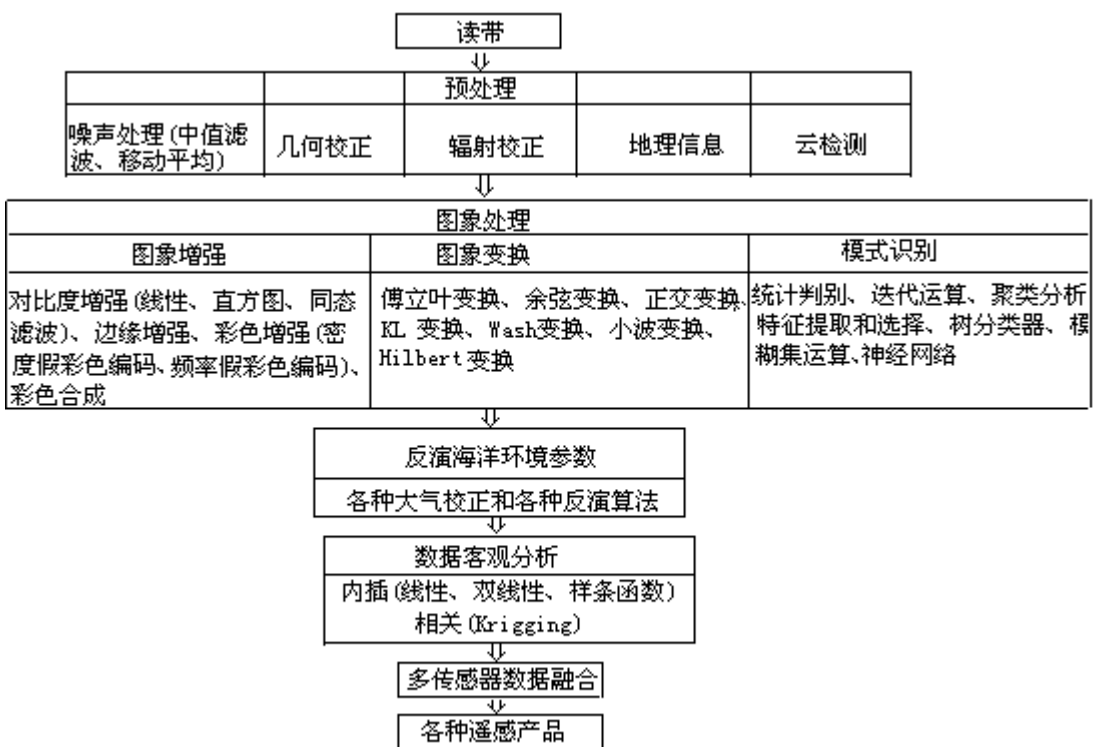 读带
预处理
噪声处理(中值滤
波、移动平均)
几何校正
辐射校正
地理信息
云检测
图象处理
图象增强
图象变换
模式识别
对比度增强(线性、直方图、同态
滤波)、边缘增强、彩色增强(密
度假彩色编码、频率假彩色编码)、
彩色合成
傅立叶变换、余弦变换、正交变换
KL 变换、Wash变换、小波变换、
Hilbert变换
统计判别、迭代运算、聚类分析
特征提取和选择、树分类器、模
糊集运算、神经网络
反演海洋环境参数
各种大气校正和各种反演算法
数据客观分析
内插(线性、双线性、样条函数)
相关(Krigging)
多传感器数据融合
各种遥感产品